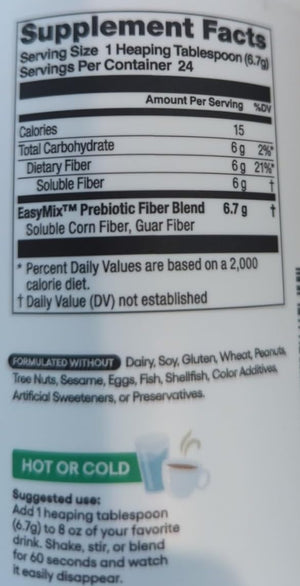 Supplement Facts
Serving Size 1 Heaping Tablespoon (6.7g)
Servings Per Container 24
Amount Per Serving %DV
Calories 15
Total Carbohydrate 6g 2%*
Dietary Fiber 6g 21%*
Soluble Fiber 6g †
EasyMix™ Prebiotic Fiber Blend 6.7 g †
Soluble Corn Fiber, Guar Fiber
* Percent Daily Values are based on a 2,000
calorie diet.
† Daily Value (DV) not established
FORMULATED WITHOUT Dairy, Soy, Gluten, Wheat, Peanuts,
Tree Nuts, Sesame, Eggs, Fish, Shellfish, Color Additives,
Artificial Sweeteners, or Preservatives.
HOT OR COLD
Suggested use:
Add 1 heaping tablespoon
(6.7g) to 8 oz of your favorite
drink. Shake, stir, or blend
for 60 seconds and watch
it easily disappear.